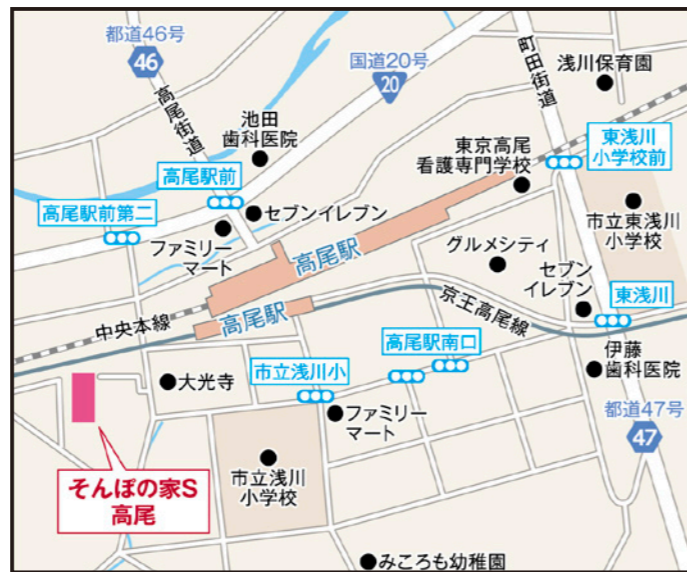 都道46号
46
高尾街道
国道20号
20
町田街道
浅川保育園
池田
歯科医院
東京高尾
看護専門学校
東浅川
小学校前
高尾駅前
高尾駅前第二
セブンイレブン
ファミリー
マート
高尾駅
グルメシティ
市立東浅川
小学校
セブン
イレブン
東浅川
中央本線
高尾駅
京王高尾線
高尾駅南口
伊藤
歯科医院
大光寺
市立浅川小
ファミリー
マート
都道47号
47
そんぽの家S
高尾
市立浅川
小学校
みころも幼稚園